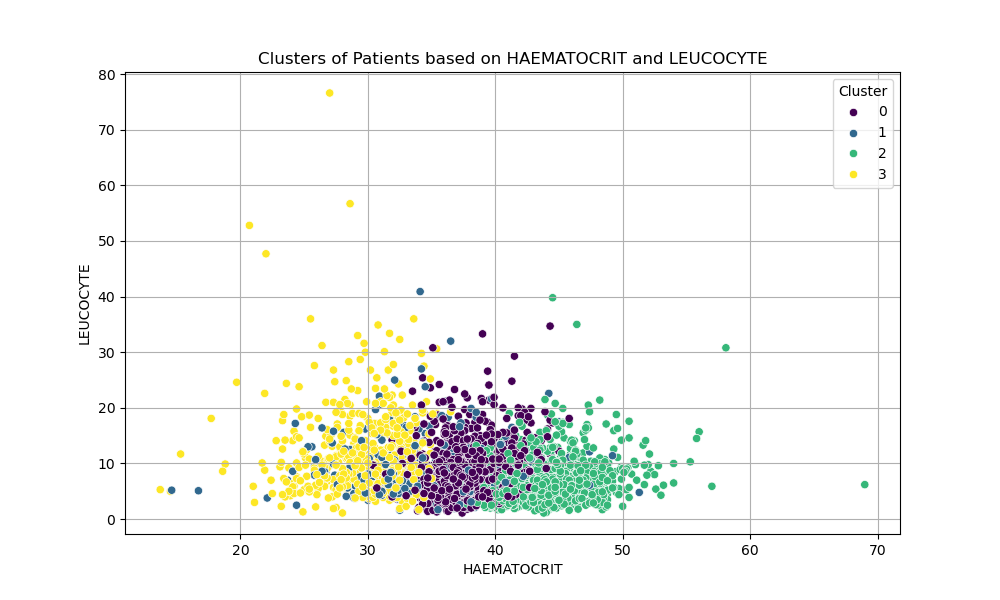 Clusters of Patients based on HAEMATOCRIT and LEUCOCYTE
Cluster
0
1
2
3
80
70
60
50
40
30
20
10
0
LEUCOCYTE
20 30 40 50 60 70
HAEMATOCRIT